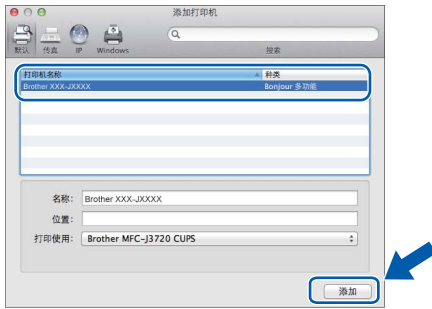 添加打印机
默认 传真 IP Windows 搜索
打印机名称 种类
Brother XXX-JXXXX Bonjour 多功能
名称: Brother XXX-JXXXX
位置:
打印使用: Brother MFC-J3720 CUPS
添加